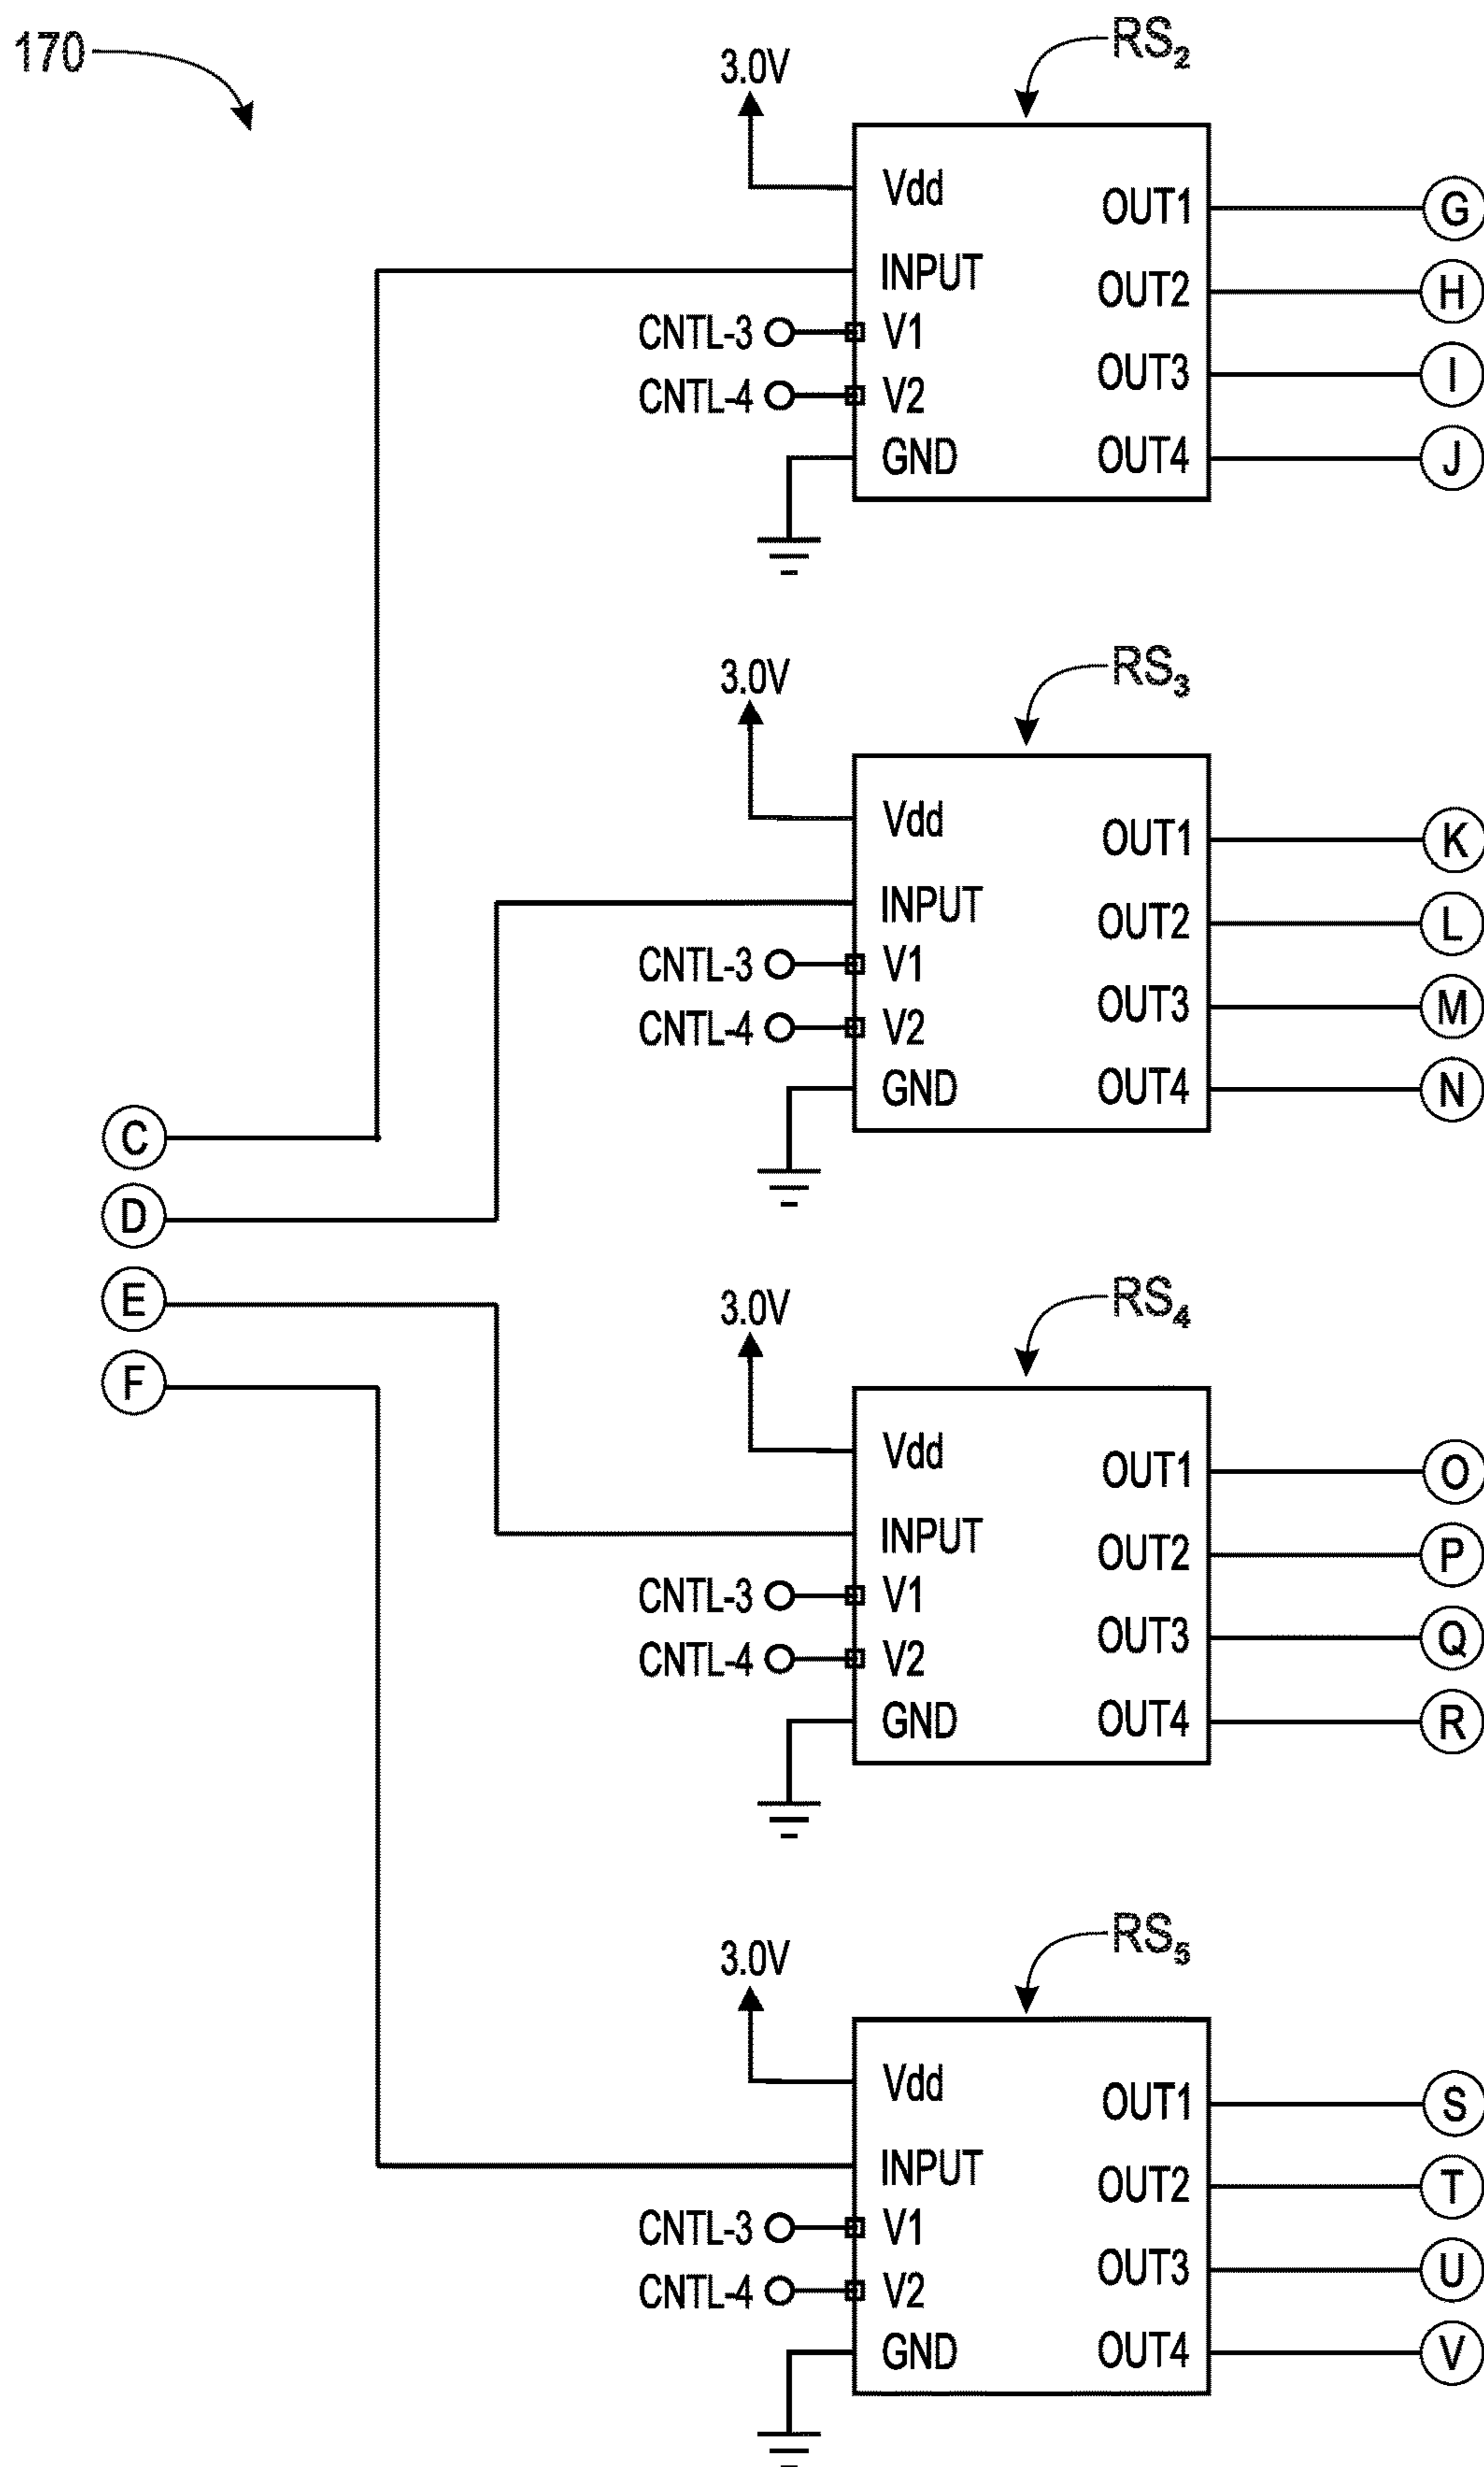 170
RS₂
3.0V
Vdd
OUT1
G
INPUT
OUT2
H
CNTL-3
V1
OUT3
I
CNTL-4
V2
GND
OUT4
J
RS₃
3.0V
Vdd
OUT1
K
INPUT
OUT2
L
CNTL-3
V1
OUT3
M
CNTL-4
V2
GND
OUT4
N
C
D
E
F
RS₄
3.0V
Vdd
OUT1
O
INPUT
OUT2
P
CNTL-3
V1
OUT3
Q
CNTL-4
V2
GND
OUT4
R
RS₅
3.0V
Vdd
OUT1
S
INPUT
OUT2
T
CNTL-3
V1
OUT3
U
CNTL-4
V2
GND
OUT4
V